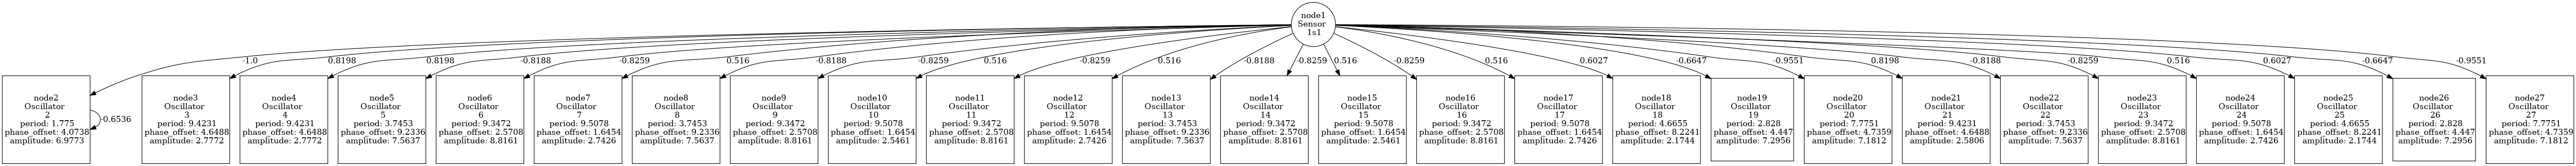 node1
Sensor
1s1
-1.0
0.8198
0.8198
-0.8188
-0.8259
0.516
-0.8188
-0.8259
0.516
-0.8259
0.516
-0.8188
-0.8259
0.516
-0.8259
0.516
0.6027
-0.6647
-0.9551
0.8198
-0.8188
-0.8259
0.516
0.6027
-0.6647
-0.9551
node2
Oscillator
2
period: 1.775
phase_offset: 4.0738
amplitude: 6.9773
-0.6536
node3
Oscillator
3
period: 9.4231
phase_offset: 4.6488
amplitude: 2.7772
node4
Oscillator
4
period: 9.4231
phase_offset: 4.6488
amplitude: 2.7772
node5
Oscillator
5
period: 3.7453
phase_offset: 9.2336
amplitude: 7.5637
node6
Oscillator
6
period: 9.3472
phase_offset: 2.5708
amplitude: 8.8161
node7
Oscillator
7
period: 9.5078
phase_offset: 1.6454
amplitude: 2.7426
node8
Oscillator
8
period: 3.7453
phase_offset: 9.2336
amplitude: 7.5637
node9
Oscillator
9
period: 9.3472
phase_offset: 2.5708
amplitude: 8.8161
node10
Oscillator
10
period: 9.5078
phase_offset: 1.6454
amplitude: 2.5461
node11
Oscillator
11
period: 9.3472
phase_offset: 2.5708
amplitude: 8.8161
node12
Oscillator
12
period: 9.5078
phase_offset: 1.6454
amplitude: 2.7426
node13
Oscillator
13
period: 3.7453
phase_offset: 9.2336
amplitude: 7.5637
node14
Oscillator
14
period: 9.3472
phase_offset: 2.5708
amplitude: 8.8161
node15
Oscillator
15
period: 9.5078
phase_offset: 1.6454
amplitude: 2.5461
node16
Oscillator
16
period: 9.3472
phase_offset: 2.5708
amplitude: 8.8161
node17
Oscillator
17
period: 9.5078
phase_offset: 1.6454
amplitude: 2.7426
node18
Oscillator
18
period: 4.6655
phase_offset: 8.2241
amplitude: 2.1744
node19
Oscillator
19
period: 2.828
phase_offset: 4.447
amplitude: 7.2956
node20
Oscillator
20
period: 7.7751
phase_offset: 4.7359
amplitude: 7.1812
node21
Oscillator
21
period: 9.4231
phase_offset: 4.6488
amplitude: 2.5806
node22
Oscillator
22
period: 3.7453
phase_offset: 9.2336
amplitude: 7.5637
node23
Oscillator
23
period: 9.3472
phase_offset: 2.5708
amplitude: 8.8161
node24
Oscillator
24
period: 9.5078
phase_offset: 1.6454
amplitude: 2.7426
node25
Oscillator
25
period: 4.6655
phase_offset: 8.2241
amplitude: 2.1744
node26
Oscillator
26
period: 2.828
phase_offset: 4.447
amplitude: 7.2956
node27
Oscillator
27
period: 7.7751
phase_offset: 4.7359
amplitude: 7.1812